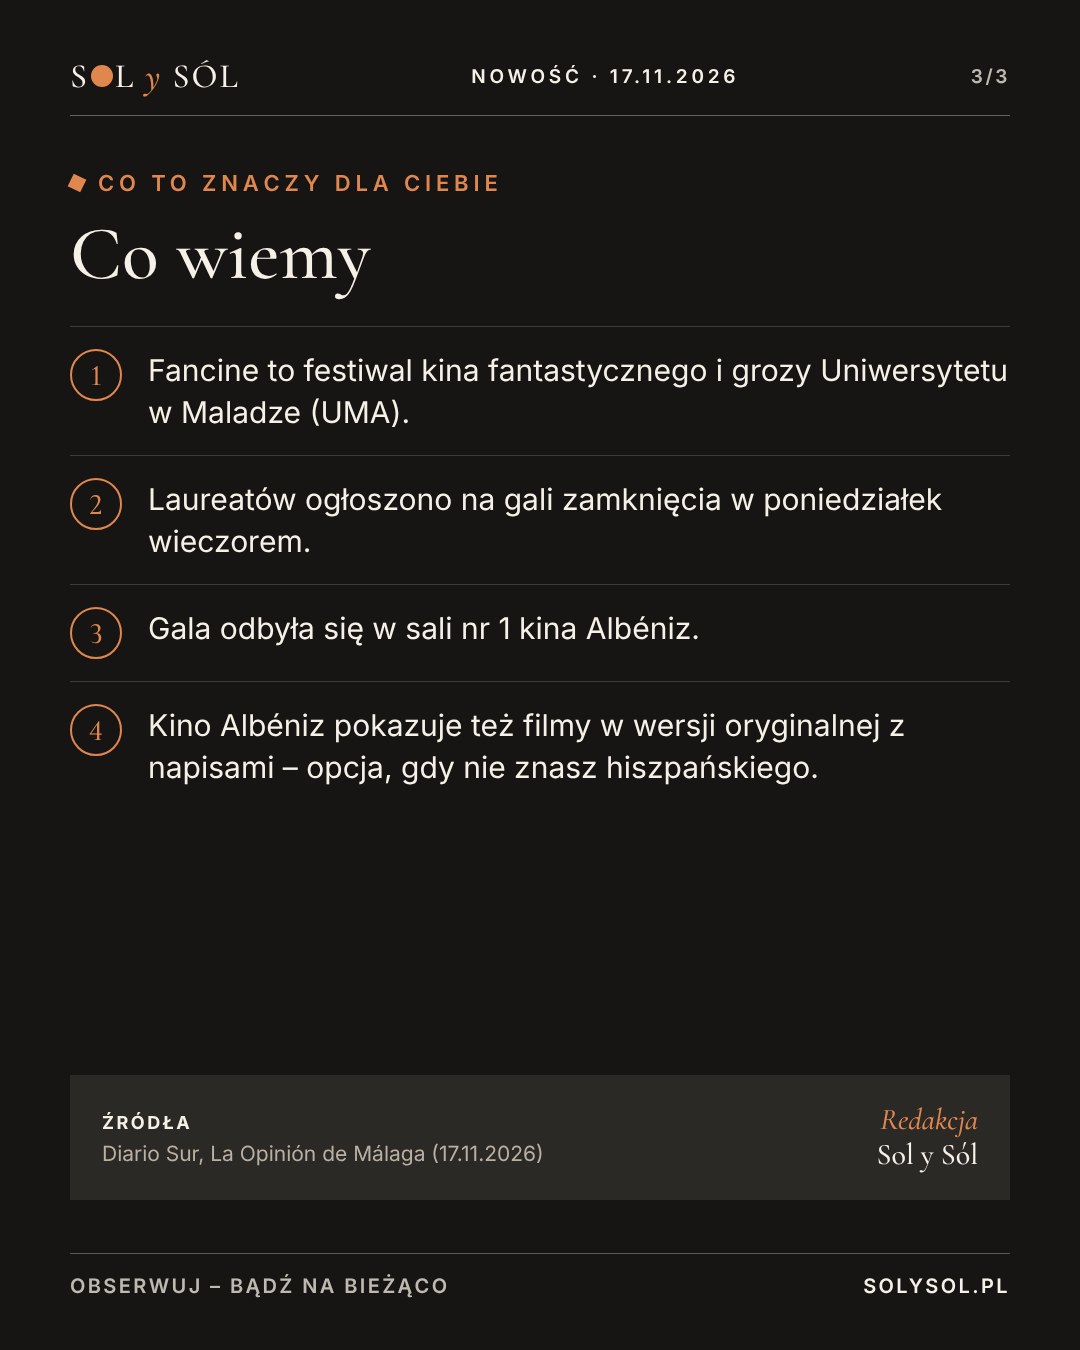 SOL y SÓL
NOWOŚĆ · 17.11.2026
3/3
CO TO ZNACZY DLA CIEBIE
Co wiemy
1 Fancine to festiwal kina fantastycznego i grozy Uniwersytetu
w Maladze (UMA).
2 Laureatów ogłoszono na gali zamknięcia w poniedziałek
wieczorem.
3 Gala odbyła się w sali nr 1 kina Albéniz.
4 Kino Albéniz pokazuje też filmy w wersji oryginalnej z
napisami – opcja, gdy nie znasz hiszpańskiego.
ŹRÓDŁA
Diario Sur, La Opinión de Málaga (17.11.2026)
Redakcja
Sol y Sól
OBSERWUJ – BĄDŹ NA BIEŻĄCO
SOLYSOL.PL